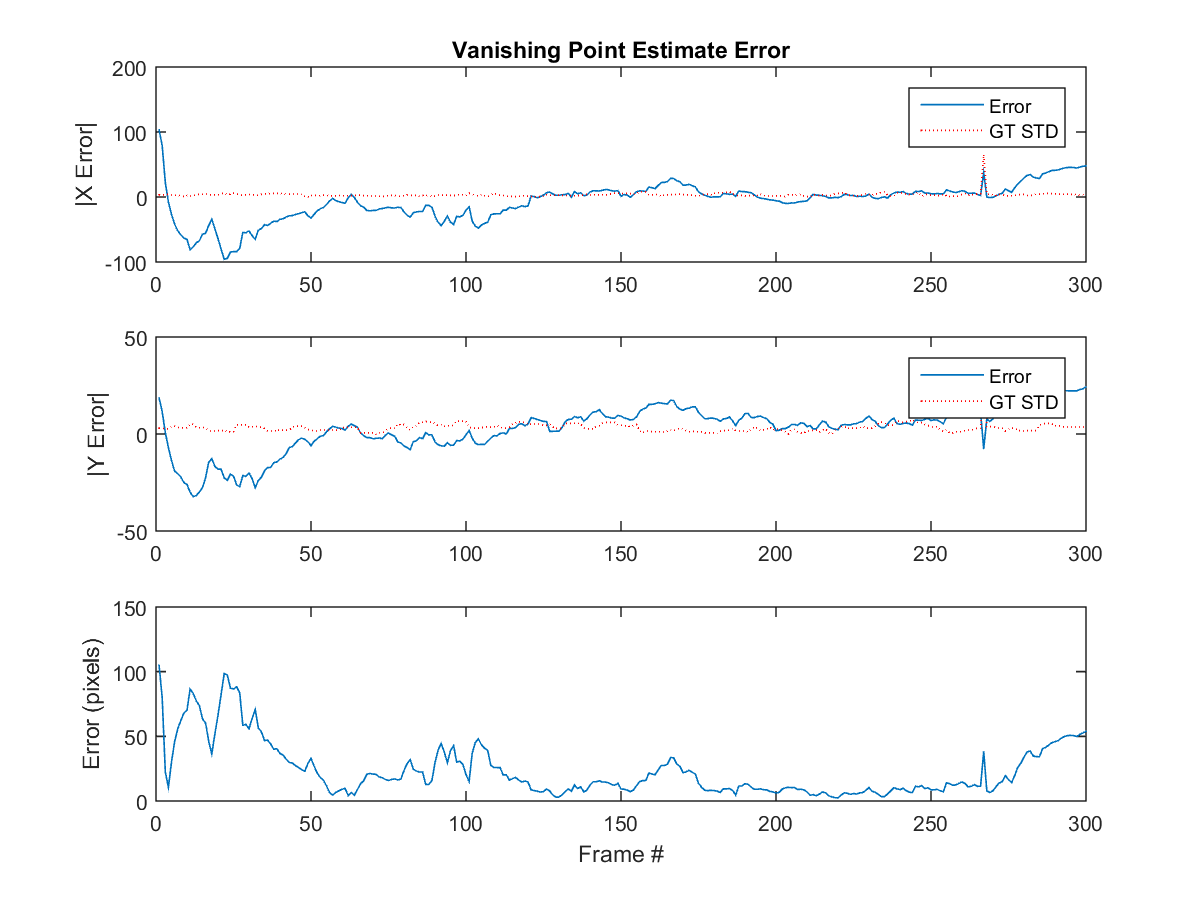 Vanishing Point Estimate Error
|X Error|
200
100
0
-100
0 50 100 150 200 250 300
Error
GT STD
|Y Error|
50
0
-50
0 50 100 150 200 250 300
Error
GT STD
Error (pixels)
150
100
50
0
0 50 100 150 200 250 300
Frame #